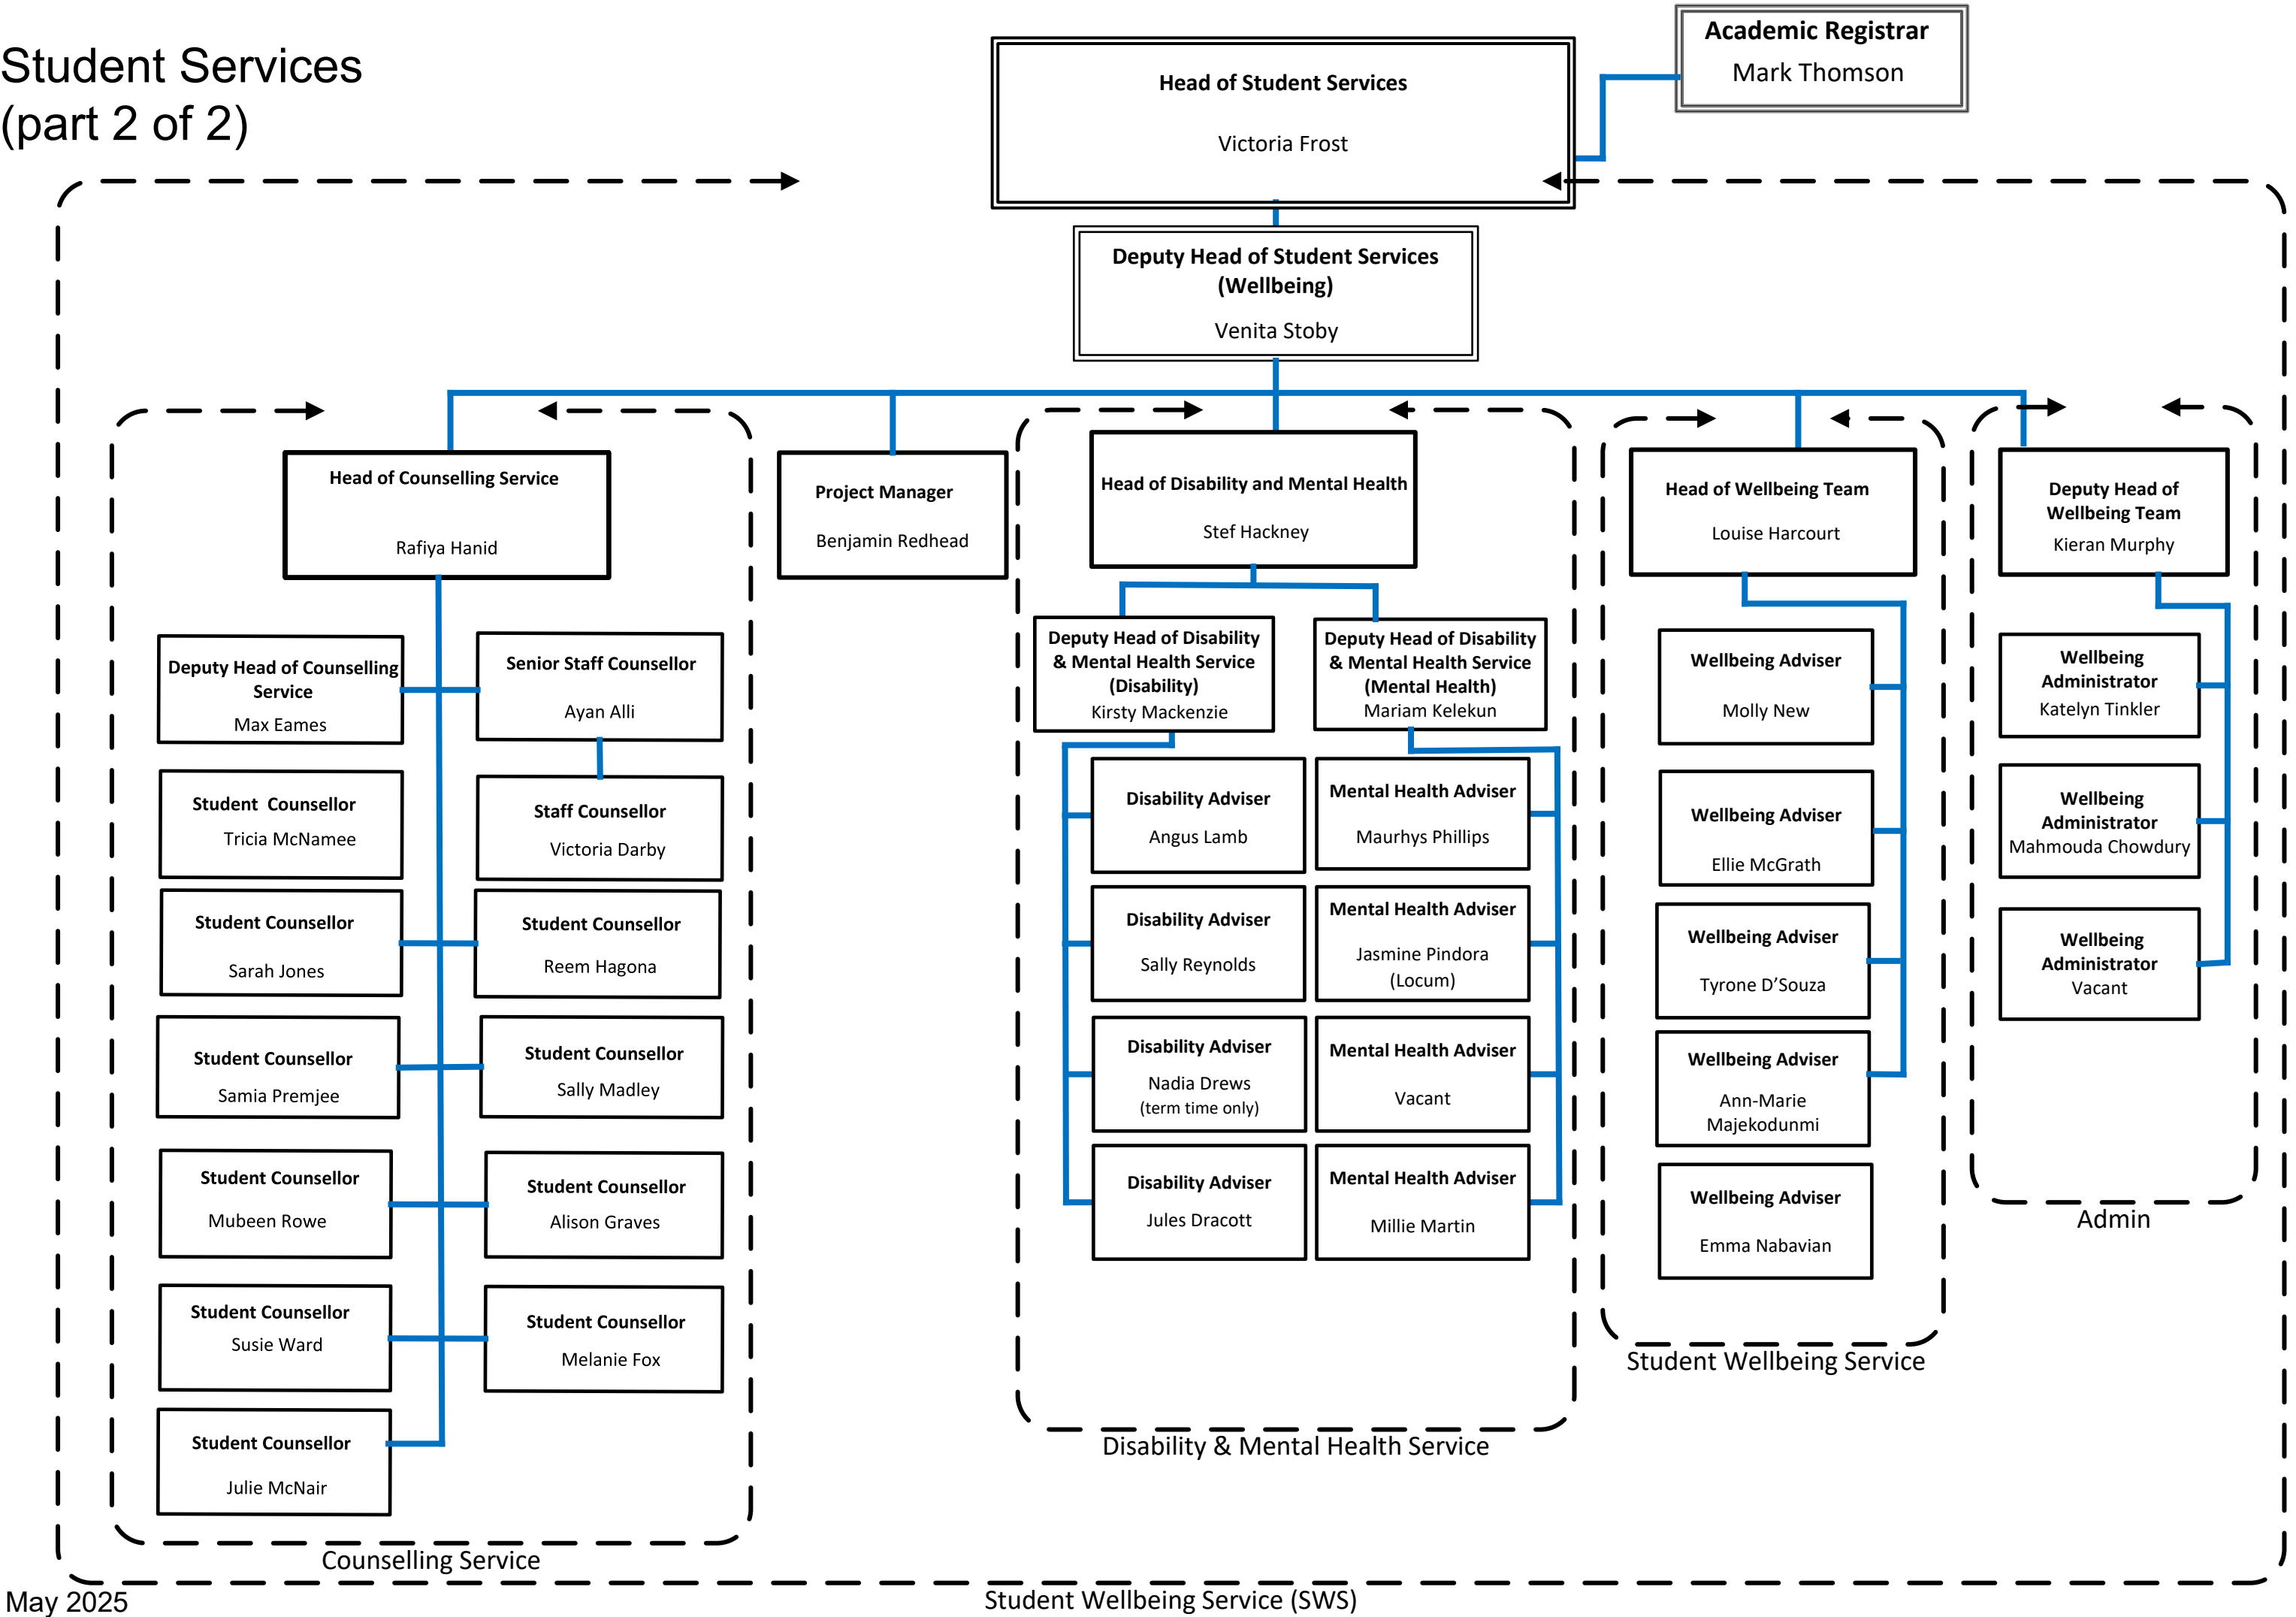 Student Services
(part 2 of 2)
Academic Registrar
Mark Thomson
Head of Student Services
Victoria Frost
Deputy Head of Student Services
(Wellbeing)
Venita Stoby
Head of Counselling Service
Rafiya Hanid
Project Manager
Benjamin Redhead
Head of Disability and Mental Health
Stef Hackney
Head of Wellbeing Team
Louise Harcourt
Deputy Head of
Wellbeing Team
Kieran Murphy
Deputy Head of Counselling
Service
Max Eames
Senior Staff Counsellor
Ayan Alli
Student Counsellor
Tricia McNamee
Staff Counsellor
Victoria Darby
Student Counsellor
Sarah Jones
Student Counsellor
Reem Hagona
Student Counsellor
Samia Premjee
Student Counsellor
Sally Madley
Student Counsellor
Mubeen Rowe
Student Counsellor
Alison Graves
Student Counsellor
Susie Ward
Student Counsellor
Melanie Fox
Student Counsellor
Julie McNair
Counselling Service
Deputy Head of Disability
& Mental Health Service
(Disability)
Kirsty Mackenzie
Deputy Head of Disability
& Mental Health Service
(Mental Health)
Mariam Kelekun
Disability Adviser
Angus Lamb
Mental Health Adviser
Maurhys Phillips
Disability Adviser
Sally Reynolds
Mental Health Adviser
Jasmine Pindora
(Locum)
Disability Adviser
Nadia Drews
(term time only)
Mental Health Adviser
Vacant
Disability Adviser
Jules Dracott
Mental Health Adviser
Millie Martin
Disability & Mental Health Service
Wellbeing Adviser
Molly New
Wellbeing Adviser
Ellie McGrath
Wellbeing Adviser
Tyrone D’Souza
Wellbeing Adviser
Ann-Marie
Majekodunmi
Wellbeing Adviser
Emma Nabavian
Student Wellbeing Service
Wellbeing
Administrator
Katelyn Tinkler
Wellbeing
Administrator
Mahmouda Chowdury
Wellbeing
Administrator
Vacant
Admin
May 2025
Student Wellbeing Service (SWS)